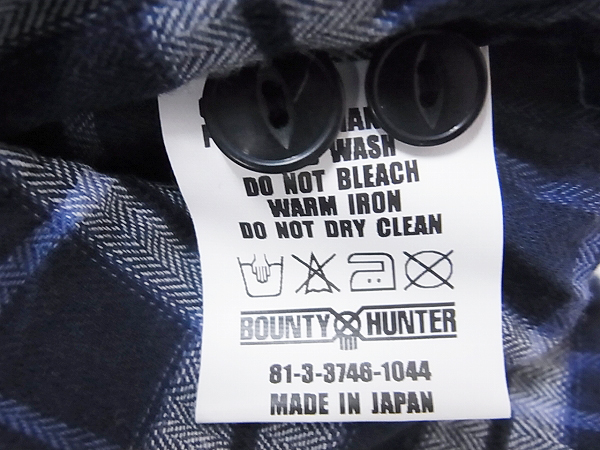 WASH
DO NOT BLEACH
WARM IRON
DO NOT DRY CLEAN
BOUNTY HUNTER
81-3-3746-1044
MADE IN JAPAN